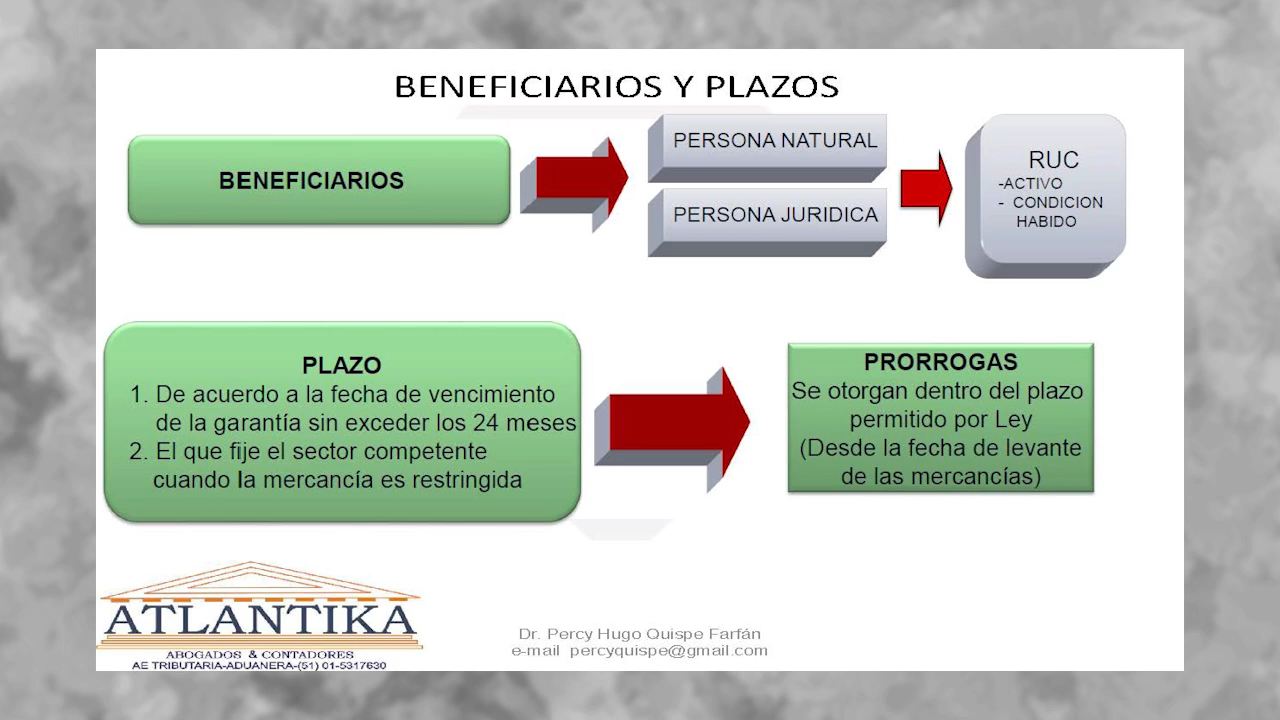 BENEFICIARIOS Y PLAZOS
BENEFICIARIOS
PERSONA NATURAL
PERSONA JURIDICA
RUC
-ACTIVO
- CONDICION
HABIDO
PLAZO
1. De acuerdo a la fecha de vencimiento
de la garantía sin exceder los 24 meses
2. El que fije el sector competente
cuando la mercancía es restringida
PRORROGAS
Se otorgan dentro del plazo
permitido por Ley
(Desde la fecha de levante
de las mercancías)
ATLANTIKA
ABOGADOS & CONTADORES
AE TRIBUTARIA-ADUANERA-(51) 01-5317630
Dr. Percy Hugo Quispe Farfán
e-mail percyquispe@gmail.com